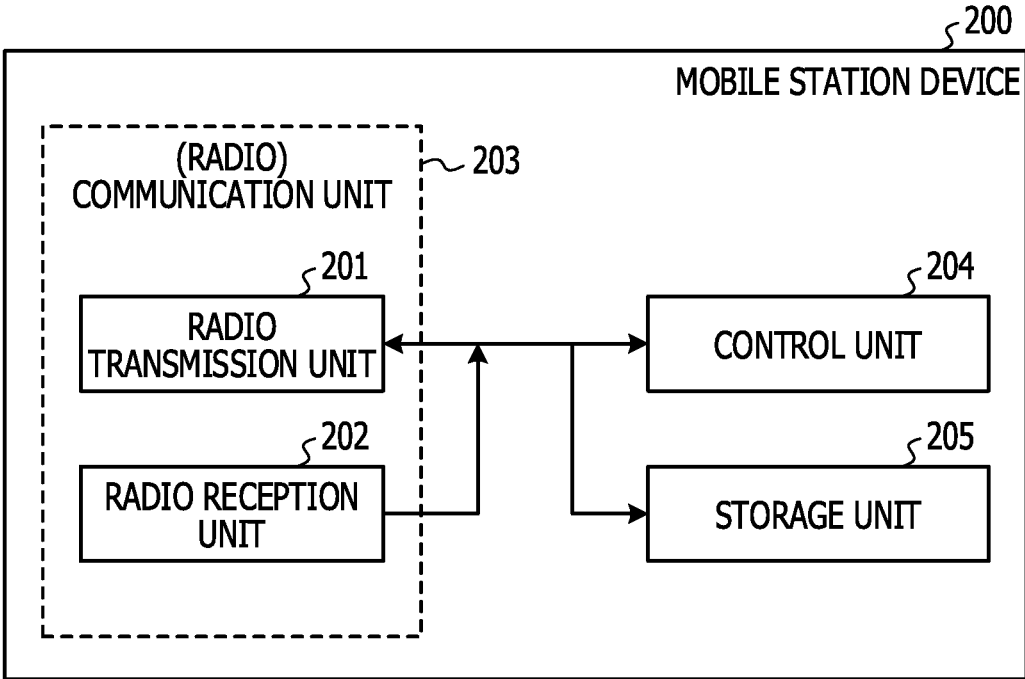 200
MOBILE STATION DEVICE
(RADIO)
COMMUNICATION UNIT
203
201
RADIO
TRANSMISSION UNIT
204
CONTROL UNIT
202
RADIO RECEPTION
UNIT
205
STORAGE UNIT